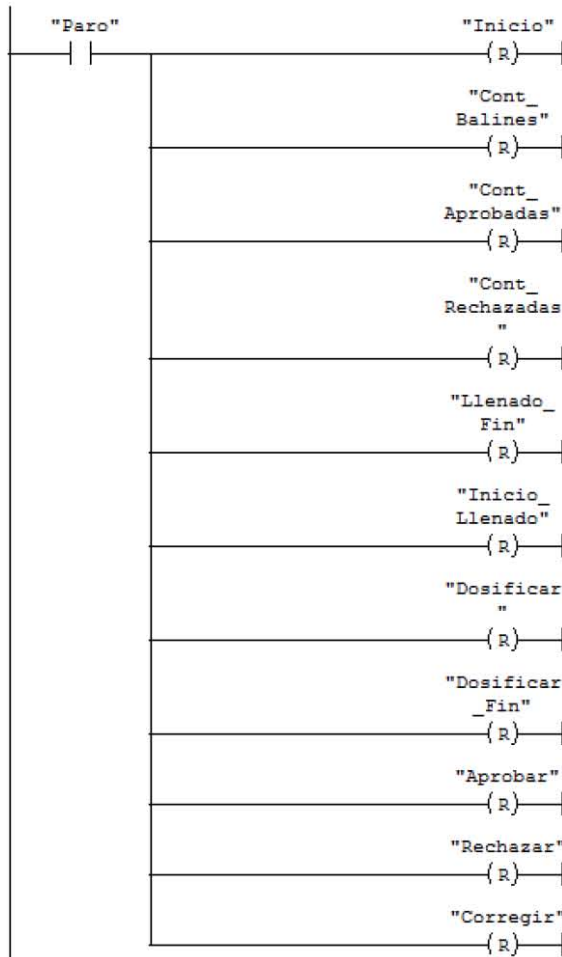 "Paro"
"Inicio"
(R)
"Cont_
Balines"
(R)
"Cont_
Aprobadas"
(R)
"Cont_
Rechazadas
"
(R)
"Llenado_
Fin"
(R)
"Inicio_
Llenado"
(R)
"Dosificar
"
(R)
"Dosificar
_Fin"
(R)
"Aprobar"
(R)
"Rechazar"
(R)
"Corregir"
(R)